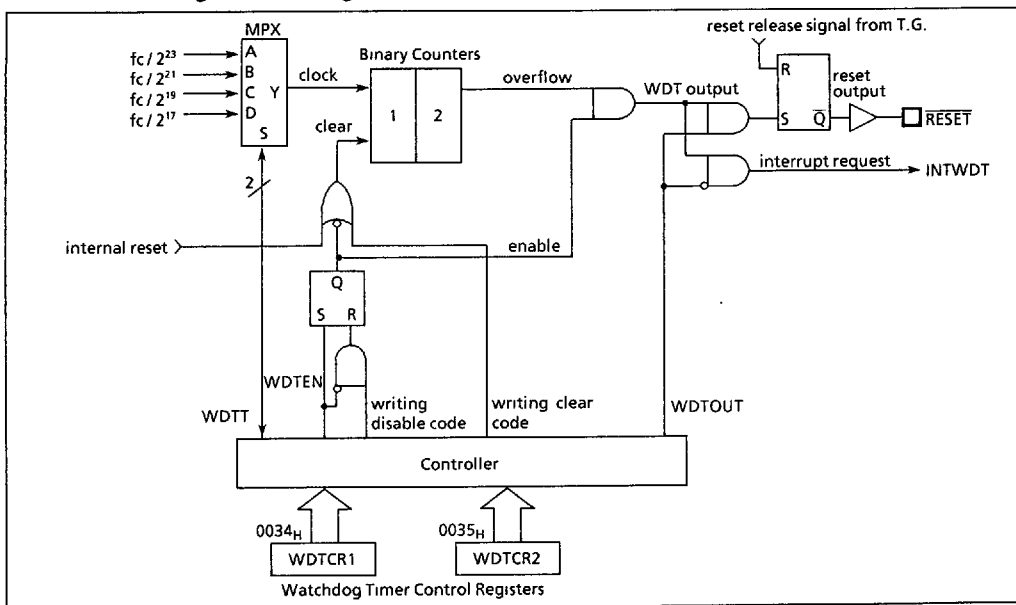 reset release signal from T.G.
MPX
fc / 2²³
A
fc / 2²¹
B
fc / 2¹⁹
C
Y
fc / 2¹⁷
D
S
clock
clear
Binary Counters
1
2
overflow
WDT output
R
S
Q̅
reset
output
R̅E̅S̅E̅T̅
interrupt request
INTWDT
2
internal reset
enable
Q
S
R
WDTEN
WDTT
writing
disable code
writing clear
code
WDTOUT
Controller
0034H
0035H
WDTCR1
WDTCR2
Watchdog Timer Control Registers